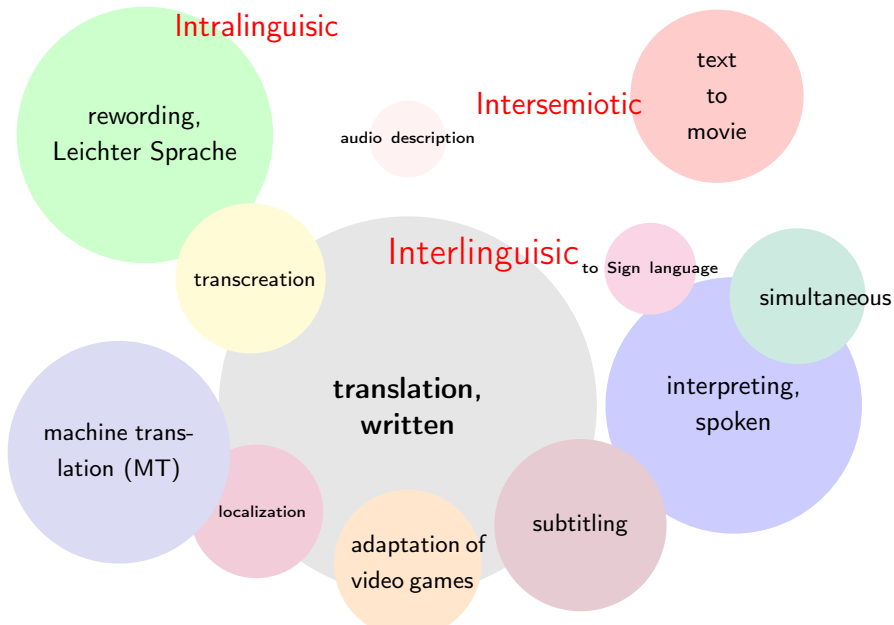 Intralinguisic
rewording,
Leichter Sprache
audio description
Intersemiotic
text
to
movie
Interlinguisic
to Sign language
simultaneous
transcreation
translation,
written
interpreting,
spoken
machine trans-
lation (MT)
localization
adaptation of
video games
subtitling